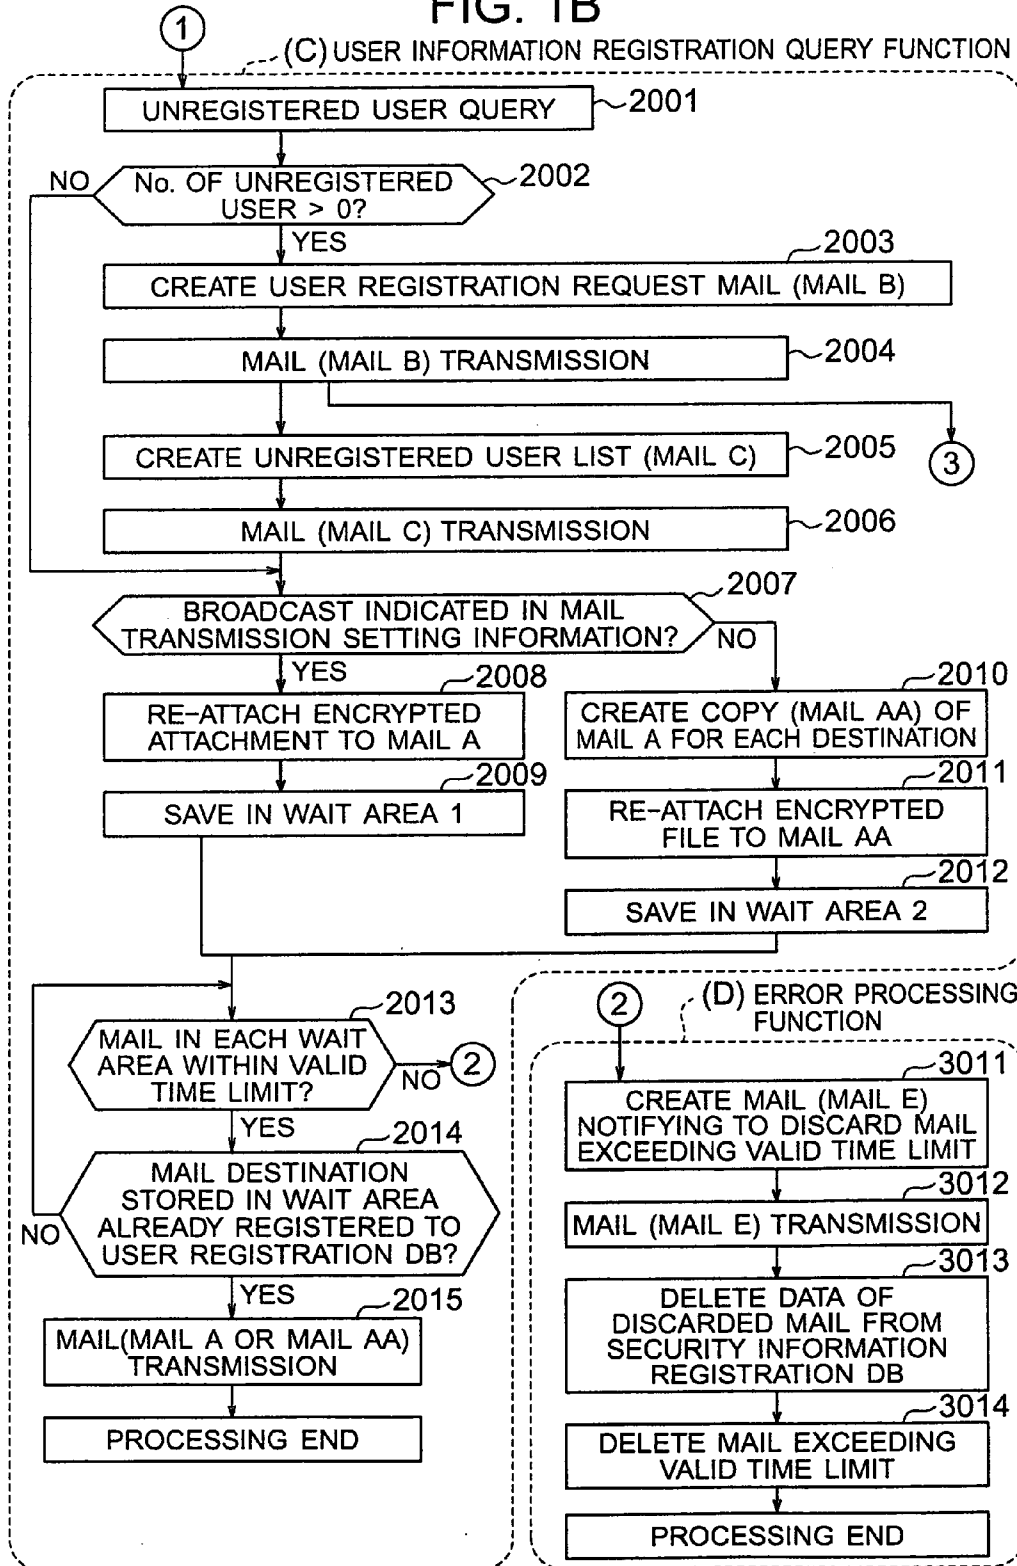 FIG. 1B
1
(C) USER INFORMATION REGISTRATION QUERY FUNCTION
UNREGISTERED USER QUERY
2001
No. OF UNREGISTERED
USER > 0?
2002
NO
YES
2003
CREATE USER REGISTRATION REQUEST MAIL (MAIL B)
MAIL (MAIL B) TRANSMISSION
2004
3
CREATE UNREGISTERED USER LIST (MAIL C)
2005
MAIL (MAIL C) TRANSMISSION
2006
2007
BROADCAST INDICATED IN MAIL
TRANSMISSION SETTING INFORMATION?
NO
YES
2008
RE-ATTACH ENCRYPTED
ATTACHMENT TO MAIL A
2009
SAVE IN WAIT AREA 1
2010
CREATE COPY (MAIL AA) OF
MAIL A FOR EACH DESTINATION
2011
RE-ATTACH ENCRYPTED
FILE TO MAIL AA
2012
SAVE IN WAIT AREA 2
2013
MAIL IN EACH WAIT
AREA WITHIN VALID
TIME LIMIT?
NO
2
YES
2014
MAIL DESTINATION
STORED IN WAIT AREA
ALREADY REGISTERED TO
USER REGISTRATION DB?
NO
YES
2015
MAIL(MAIL A OR MAIL AA)
TRANSMISSION
PROCESSING END
2
(D) ERROR PROCESSING
FUNCTION
3011
CREATE MAIL (MAIL E)
NOTIFYING TO DISCARD MAIL
EXCEEDING VALID TIME LIMIT
3012
MAIL (MAIL E) TRANSMISSION
3013
DELETE DATA OF
DISCARDED MAIL FROM
SECURITY INFORMATION
REGISTRATION DB
3014
DELETE MAIL EXCEEDING
VALID TIME LIMIT
PROCESSING END